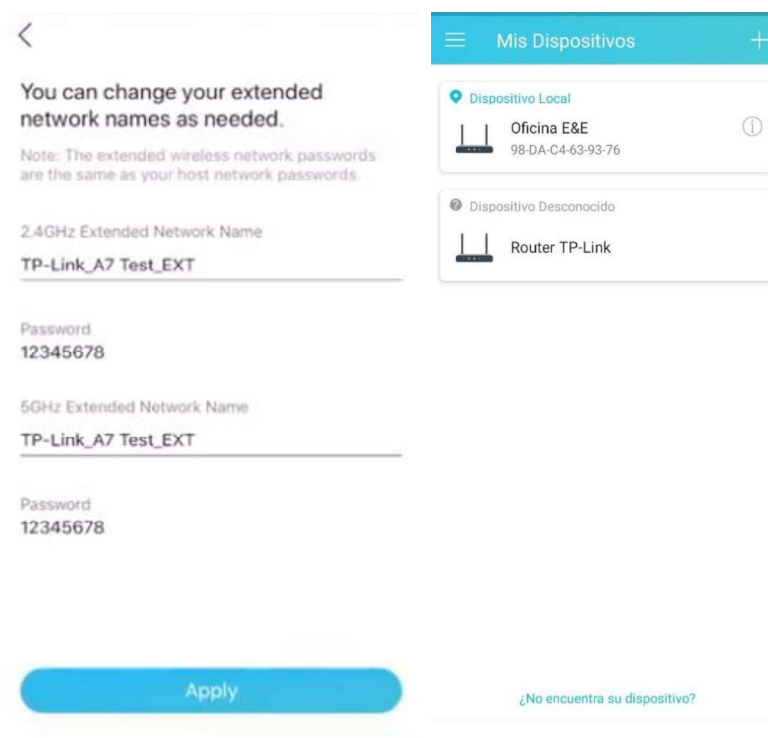 You can change your extended
network names as needed.
Note: The extended wireless network passwords
are the same as your host network passwords.
2.4GHz Extended Network Name
TP-Link_A7 Test_EXT
Password
12345678
5GHz Extended Network Name
TP-Link_A7 Test_EXT
Password
12345678
Apply
Mis Dispositivos
Dispositivo Local
Oficina E&E
98-DA-C4-63-93-76
Dispositivo Desconocido
Router TP-Link
¿No encuentra su dispositivo?